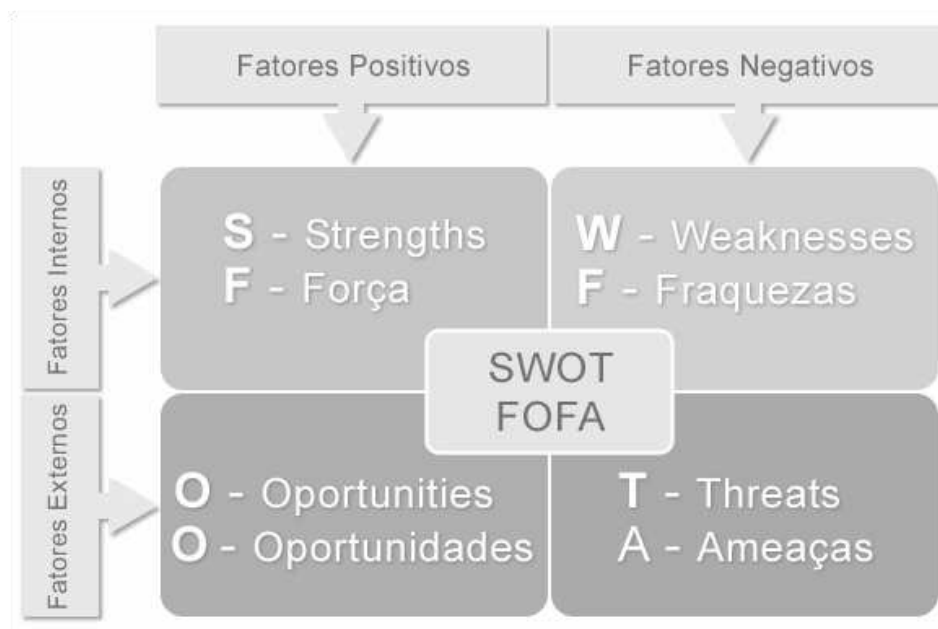 Fatores Positivos
Fatores Negativos
Fatores Internos
S - Strengths
F - Força
W - Weaknesses
F - Fraquezas
SWOT
FOFA
Fatores Externos
O - Oportunities
O - Oportunidades
T - Threats
A - Ameaças